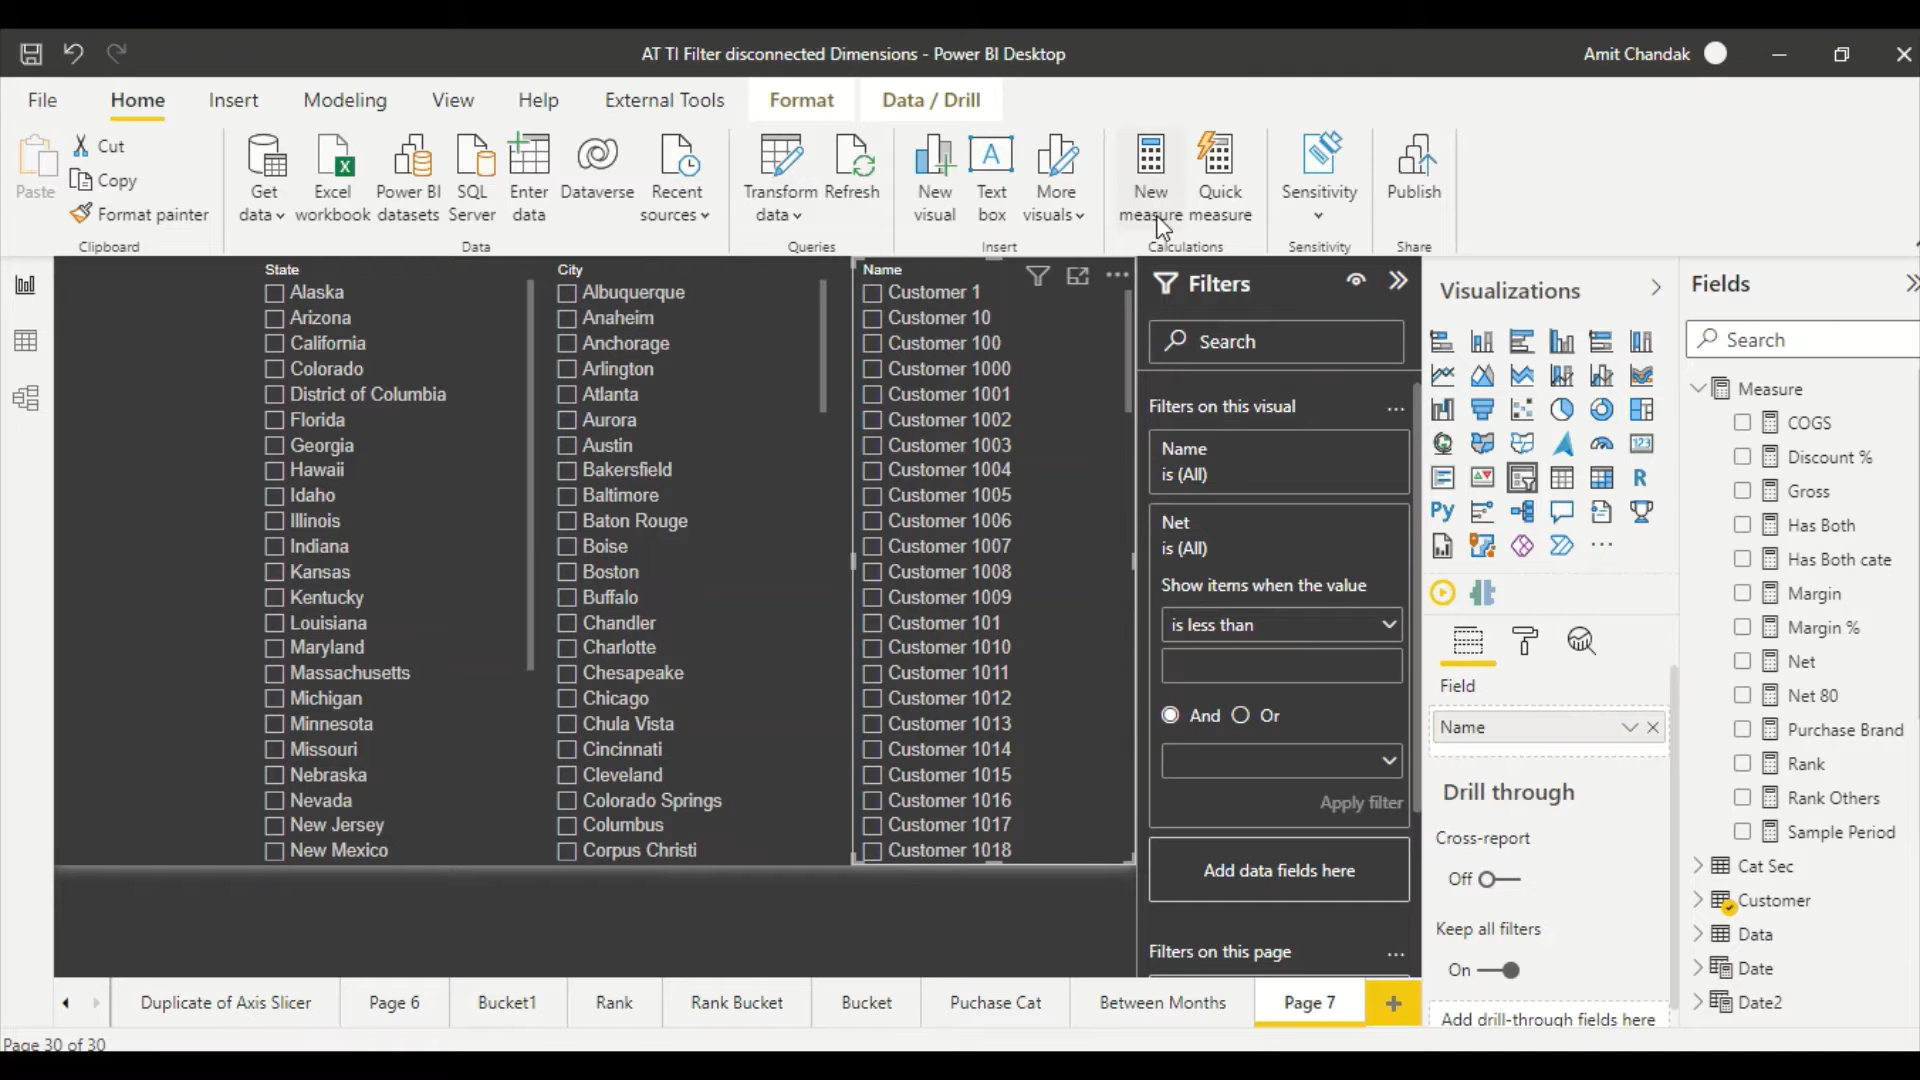 AT TI Filter disconnected Dimensions - Power BI Desktop
Amit Chandak
File
Home
Insert
Modeling
View
Help
External Tools
Format
Data / Drill
Paste
Cut
Copy
Format painter
Clipboard
Get data
Excel workbook
Power BI datasets
SQL Server
Enter data
Dataverse
Recent sources
Data
Transform data
Refresh
Queries
New visual
Text box
More visuals
Insert
New measure
Quick measure
Calculations
Sensitivity
Sensitivity
Publish
Share
State
Alaska
Arizona
California
Colorado
District of Columbia
Florida
Georgia
Hawaii
Idaho
Illinois
Indiana
Kansas
Kentucky
Louisiana
Maryland
Massachusetts
Michigan
Minnesota
Missouri
Nebraska
Nevada
New Jersey
New Mexico
City
Albuquerque
Anaheim
Anchorage
Arlington
Atlanta
Aurora
Austin
Bakersfield
Baltimore
Baton Rouge
Boise
Boston
Buffalo
Chandler
Charlotte
Chesapeake
Chicago
Chula Vista
Cincinnati
Cleveland
Colorado Springs
Columbus
Corpus Christi
Name
Customer 1
Customer 10
Customer 100
Customer 1000
Customer 1001
Customer 1002
Customer 1003
Customer 1004
Customer 1005
Customer 1006
Customer 1007
Customer 1008
Customer 1009
Customer 101
Customer 1010
Customer 1011
Customer 1012
Customer 1013
Customer 1014
Customer 1015
Customer 1016
Customer 1017
Customer 1018
Filters
Search
Filters on this visual
Name
is (All)
Net
is (All)
Show items when the value
is less than
And
Or
Apply filter
Add data fields here
Filters on this page
Visualizations
123
R
Py
Field
Name
Drill through
Cross-report
Off
Keep all filters
On
Add drill-through fields here
Fields
Search
Measure
COGS
Discount %
Gross
Has Both
Has Both cate
Margin
Margin %
Net
Net 80
Purchase Brand
Rank
Rank Others
Sample Period
Cat Sec
Customer
Data
Date
Date2
Duplicate of Axis Slicer
Page 6
Bucket1
Rank
Rank Bucket
Bucket
Puchase Cat
Between Months
Page 7
Page 30 of 30